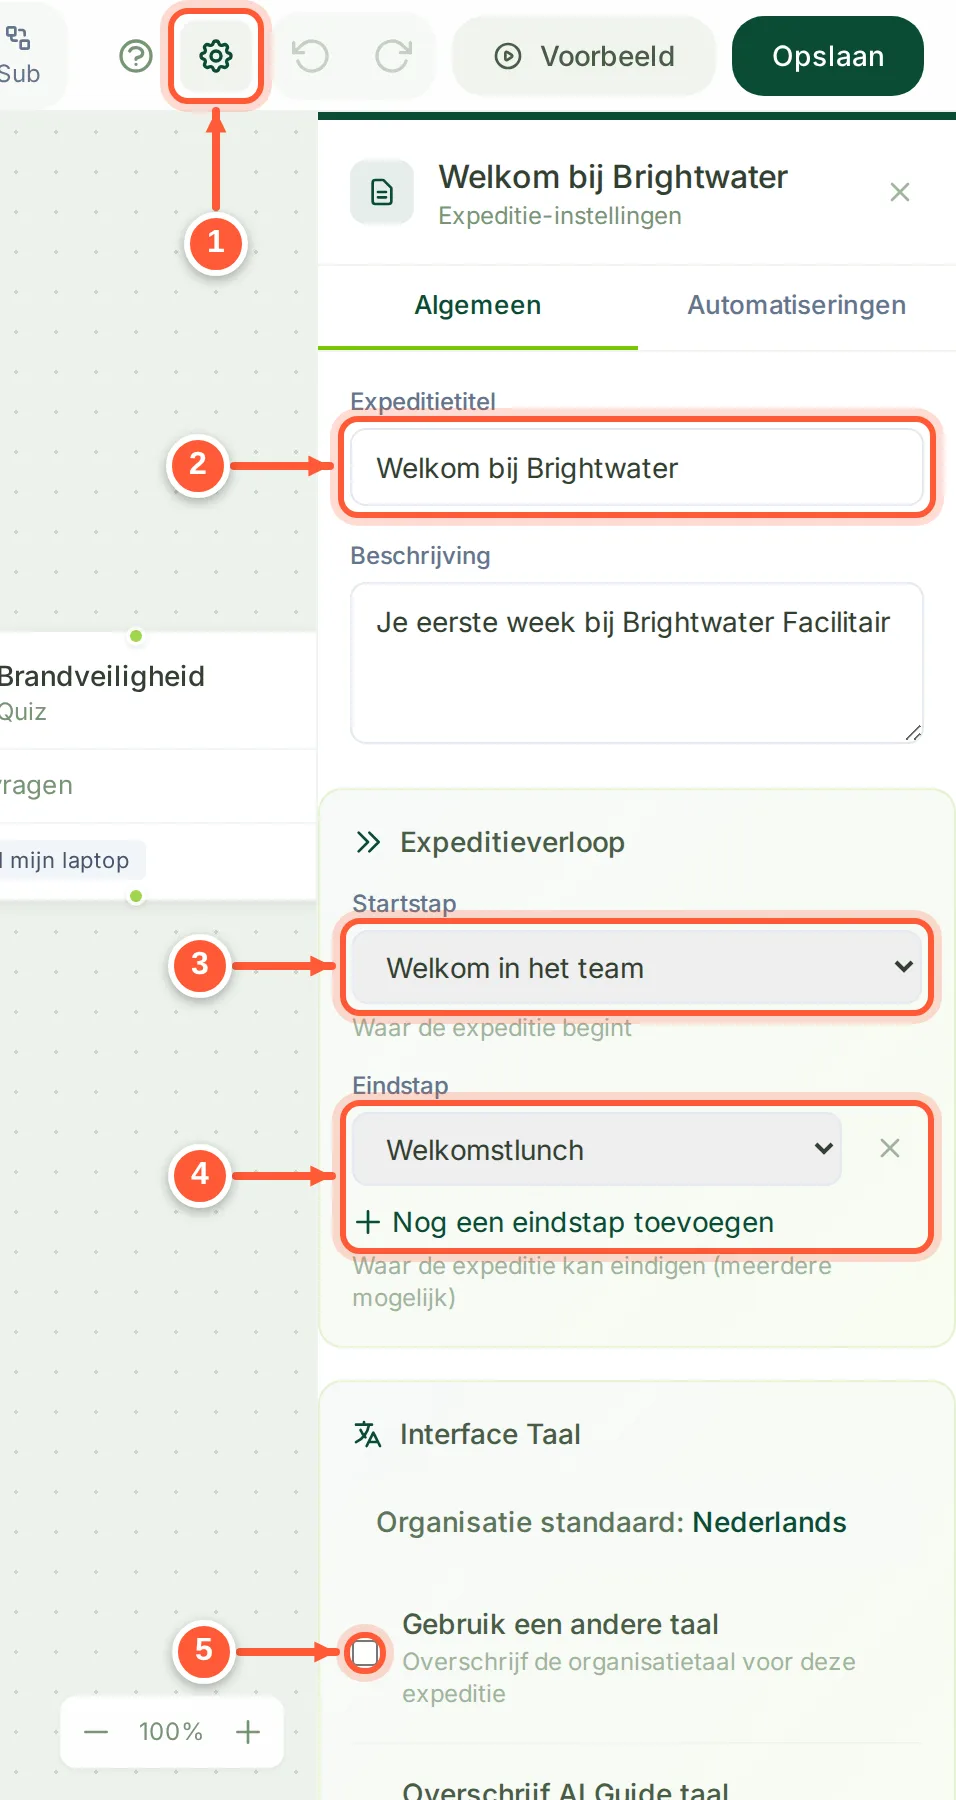 Sub
Voorbeeld
Opslaan
Welkom bij Brightwater
Expeditie-instellingen
1
Algemeen
Automatiseringen
Expeditietitel
2
Welkom bij Brightwater
Beschrijving
Je eerste week bij Brightwater Facilitair
Brandveiligheid
Quiz
vragen
Expeditieverloop
mijn laptop
Startstap
3
Welkom in het team
Waar de expeditie begint
Eindstap
Welkomstlunch
4
Nog een eindstap toevoegen
Waar de expeditie kan eindigen (meerdere
mogelijk)
Interface Taal
Organisatie standaard: Nederlands
Gebruik een andere taal
5
Overschrijf de organisatietaal voor deze
expeditie
100%
Overschrijf AI Guide taal